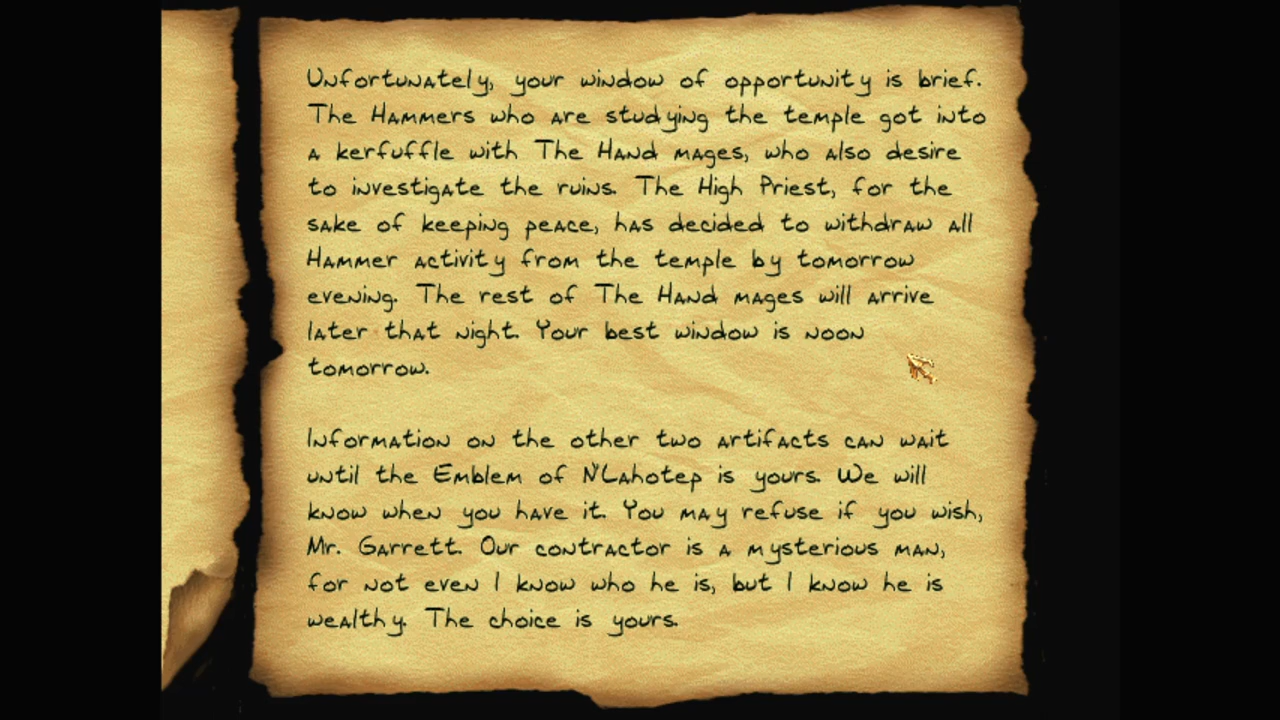 Unfortunately, your window of opportunity is brief.
The Hammers who are studying the temple got into
a kerfuffle with The Hand mages, who also desire
to investigate the ruins. The High Priest, for the
sake of keeping peace, has decided to withdraw all
Hammer activity from the temple by tomorrow
evening. The rest of The Hand mages will arrive
later that night. Your best window is noon
tomorrow.
Information on the other two artifacts can wait
until the Emblem of N'Lahotep is yours. We will
know when you have it. You may refuse if you wish,
Mr. Garrett. Our contractor is a mysterious man,
for not even I know who he is, but I know he is
wealthy. The choice is yours.